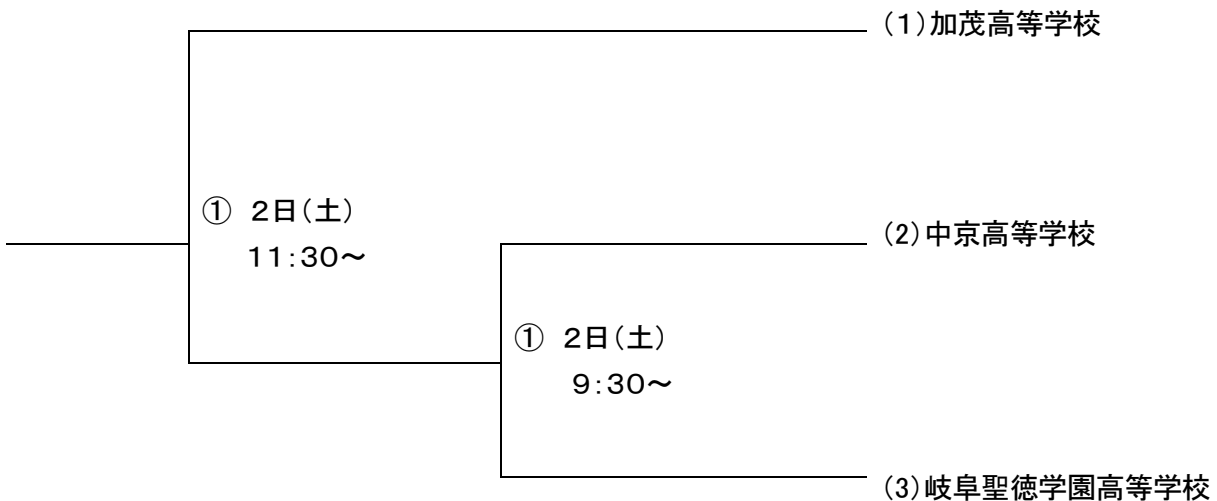 (1)加茂高等学校
① 2日(土)
11:30～
(2)中京高等学校
① 2日(土)
9:30～
(3)岐阜聖徳学園高等学校